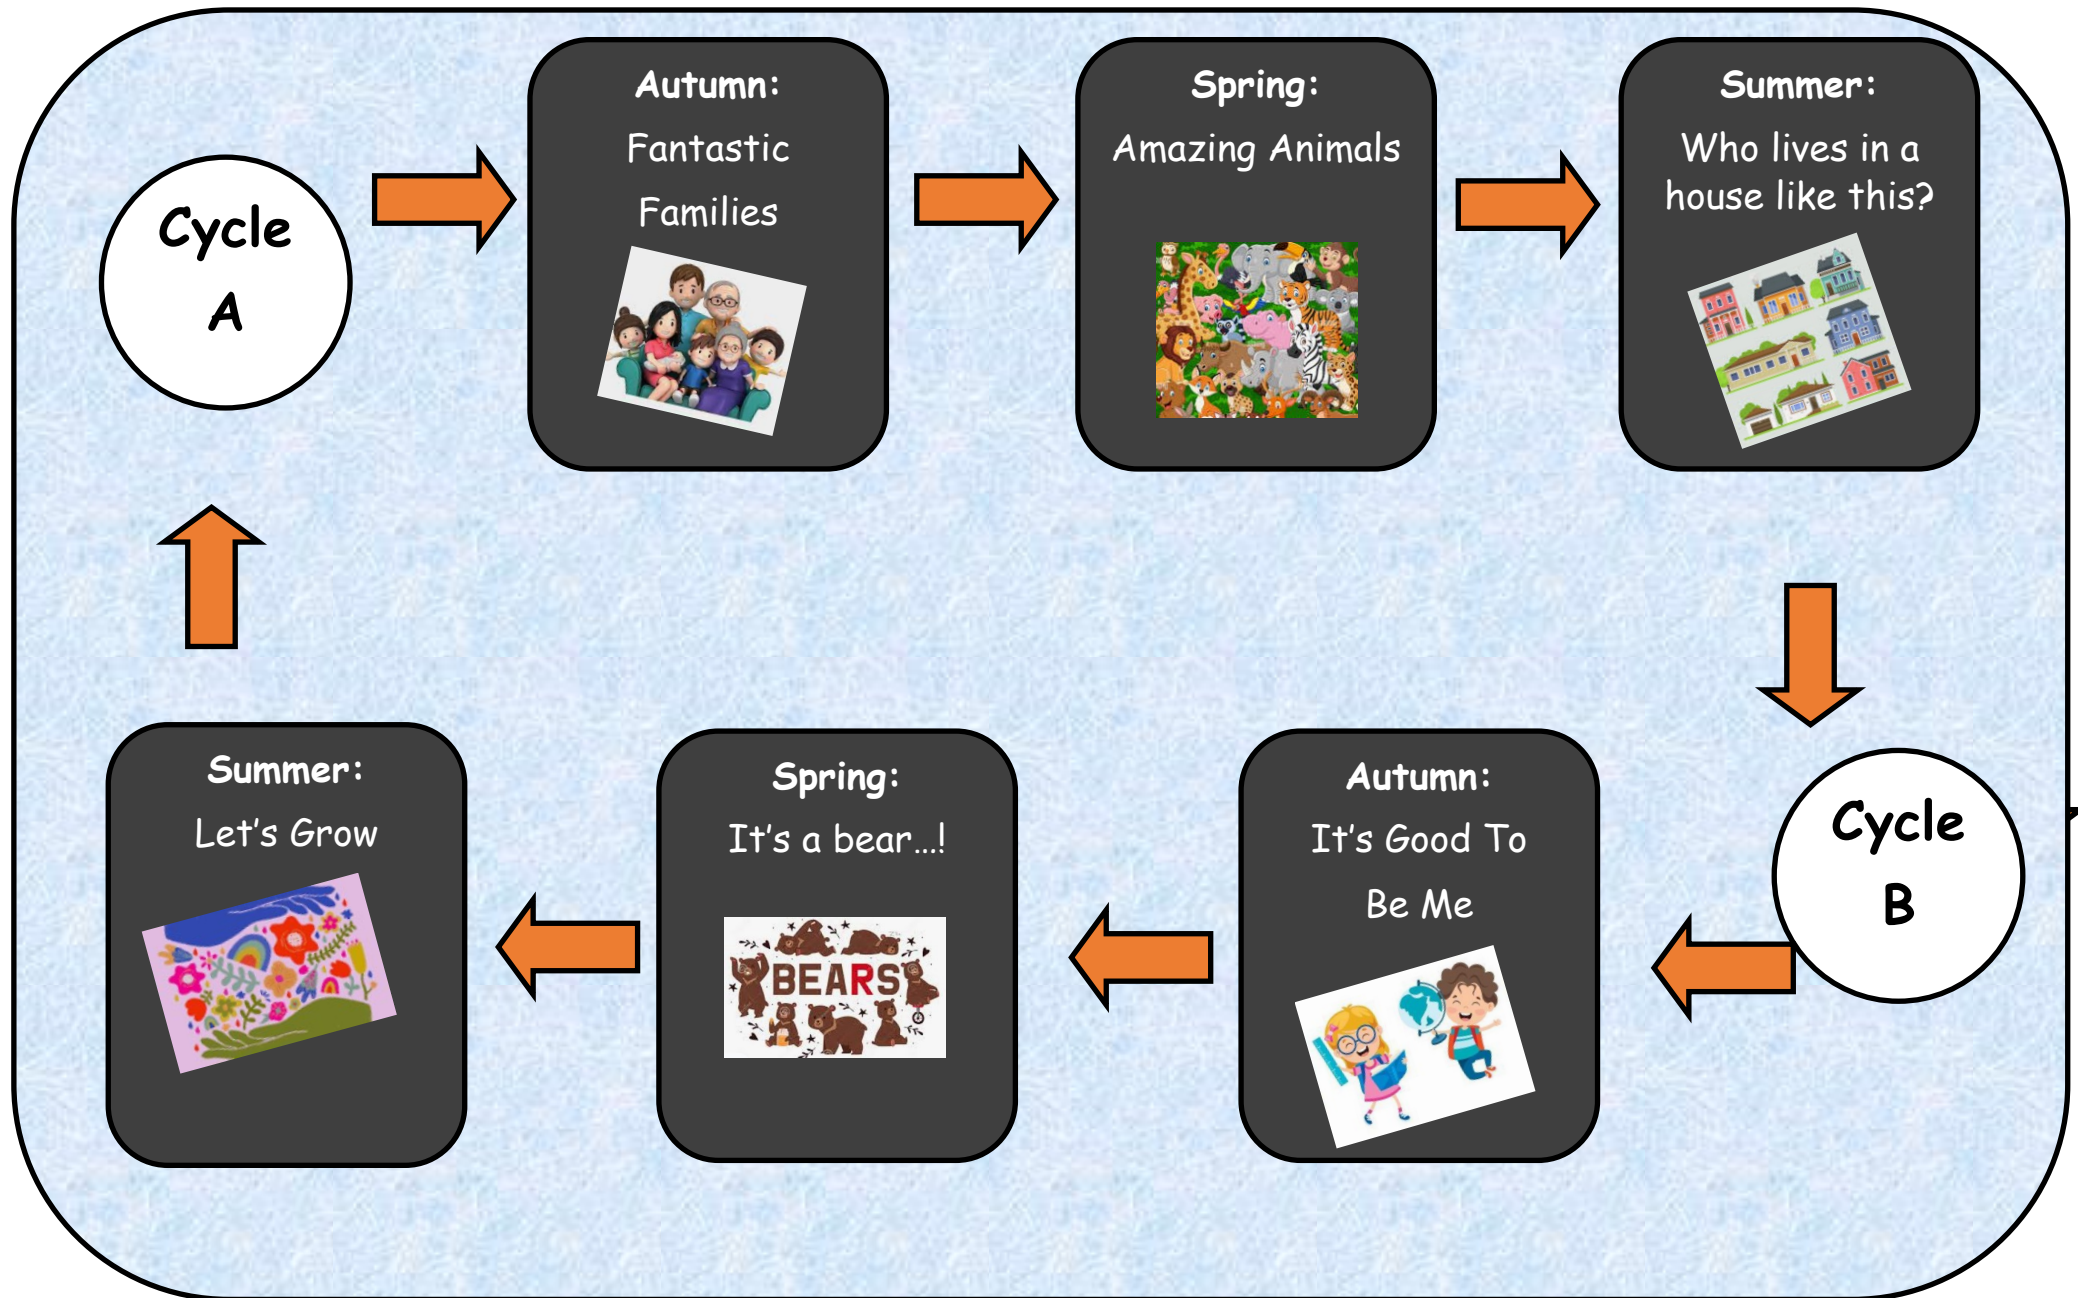 Cycle
A
Autumn:
Fantastic
Families
Spring:
Amazing Animals
Summer:
Who lives in a
house like this?
Cycle
B
Autumn:
It's Good To
Be Me
Spring:
It's a bear...!
BEARS
Summer:
Let's Grow